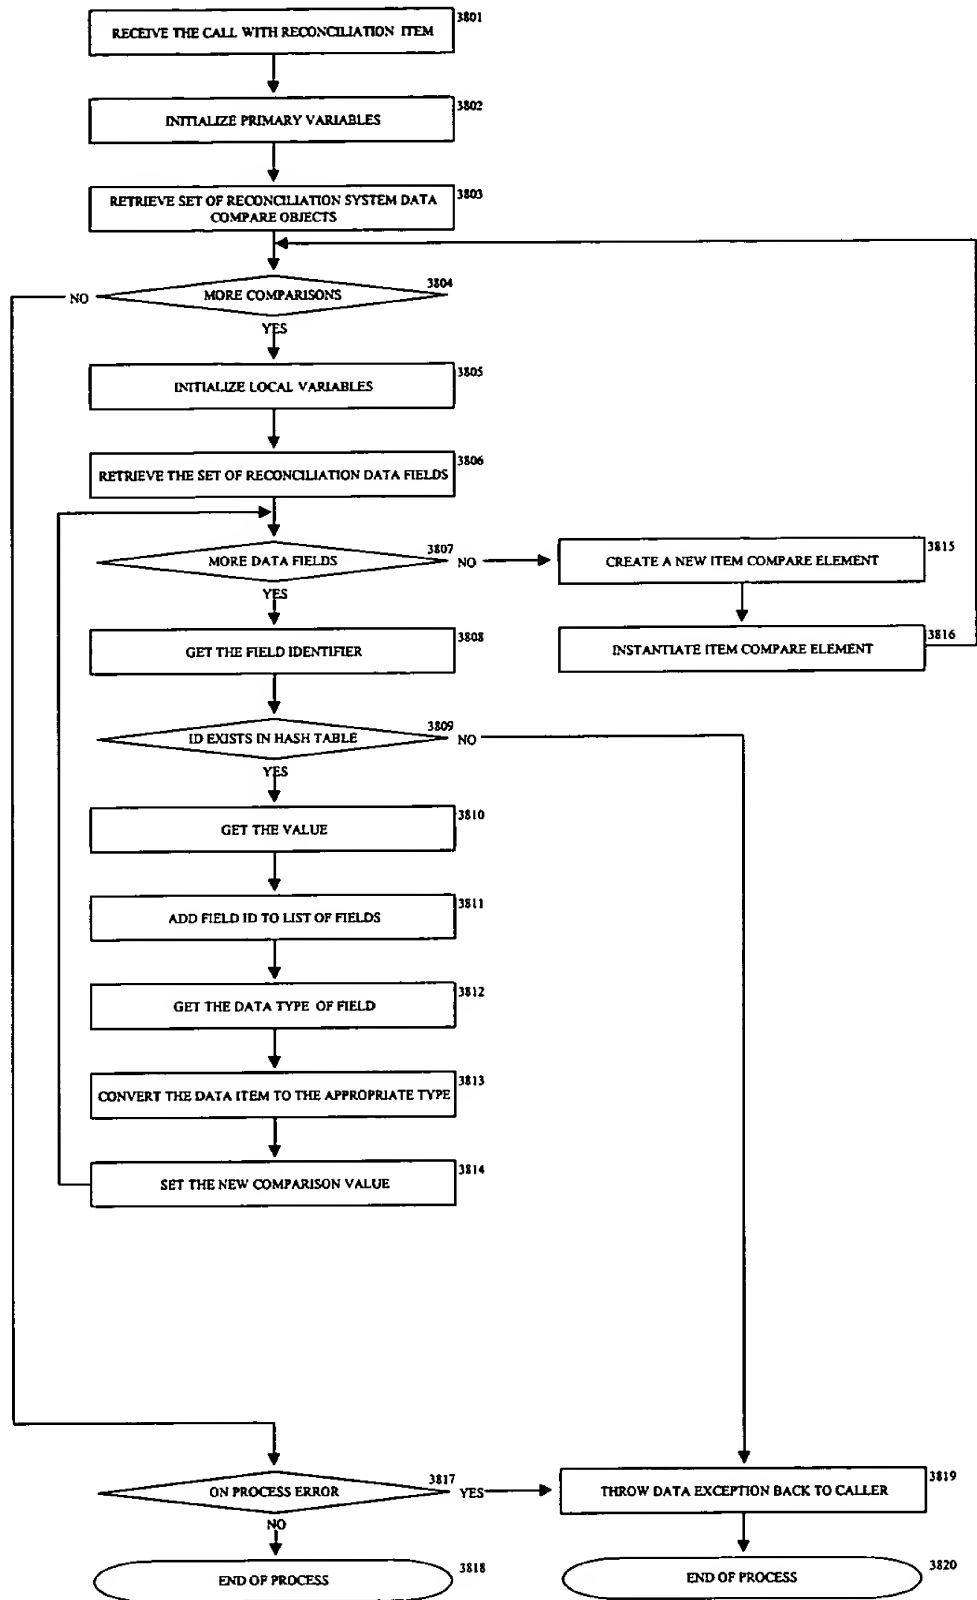 3801
RECEIVE THE CALL WITH RECONCILIATION ITEM
3802
INITIALIZE PRIMARY VARIABLES
3803
RETRIEVE SET OF RECONCILIATION SYSTEM DATA
COMPARE OBJECTS
3804
NO
MORE COMPARISONS
YES
3805
INITIALIZE LOCAL VARIABLES
3806
RETRIEVE THE SET OF RECONCILIATION DATA FIELDS
3807
MORE DATA FIELDS
NO
YES
3815
CREATE A NEW ITEM COMPARE ELEMENT
3808
GET THE FIELD IDENTIFIER
3816
INSTANTIATE ITEM COMPARE ELEMENT
3809
ID EXISTS IN HASH TABLE
NO
YES
3810
GET THE VALUE
3811
ADD FIELD ID TO LIST OF FIELDS
3812
GET THE DATA TYPE OF FIELD
3813
CONVERT THE DATA ITEM TO THE APPROPRIATE TYPE
3814
SET THE NEW COMPARISON VALUE
3817
ON PROCESS ERROR
YES
NO
3819
THROW DATA EXCEPTION BACK TO CALLER
3818
END OF PROCESS
3820
END OF PROCESS